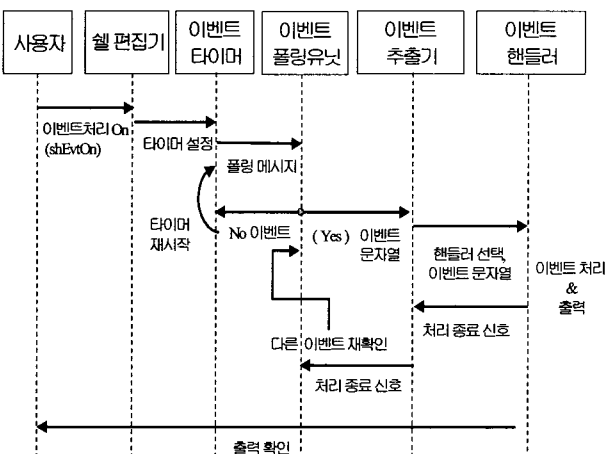 사용자
쉘 편집기
이벤트
타이머
이벤트
폴링유닛
이벤트
추출기
이벤트
핸들러
이벤트처리 On
(shEvtOn)
타이머 설정
폴링 메시지
타이머
재시작
No 이벤트
( Yes ) 이벤트
문자열
핸들러 선택,
이벤트 문자열
이벤트 처리
&
출력
처리 종료 신호
다른 이벤트 재확인
처리 종료 신호
출력 확인